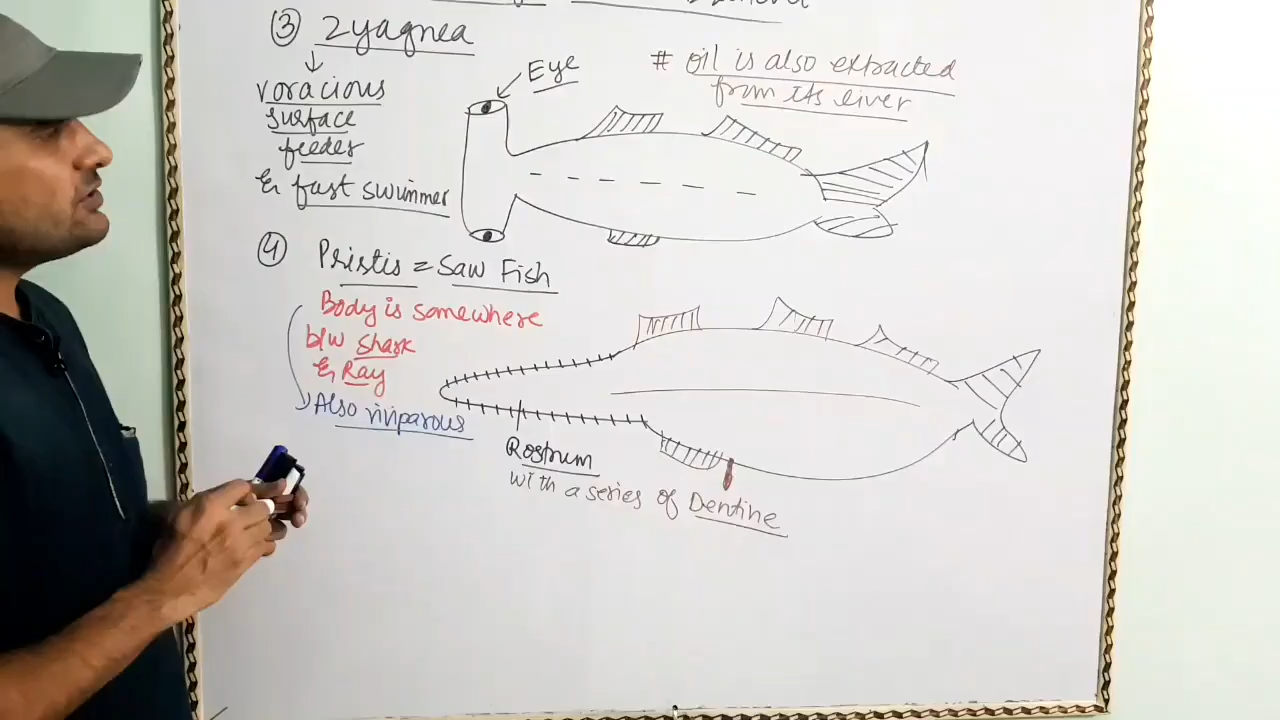 ③ Zyagnea
voracious
surface
feeder
& fast swimmer
Eye
# oil is also extracted
from its liver
④ Pristis = Saw Fish
Body is somewhere
b/w Shark
& Ray
Also viviparous
Rostrum
with a series of Dentine